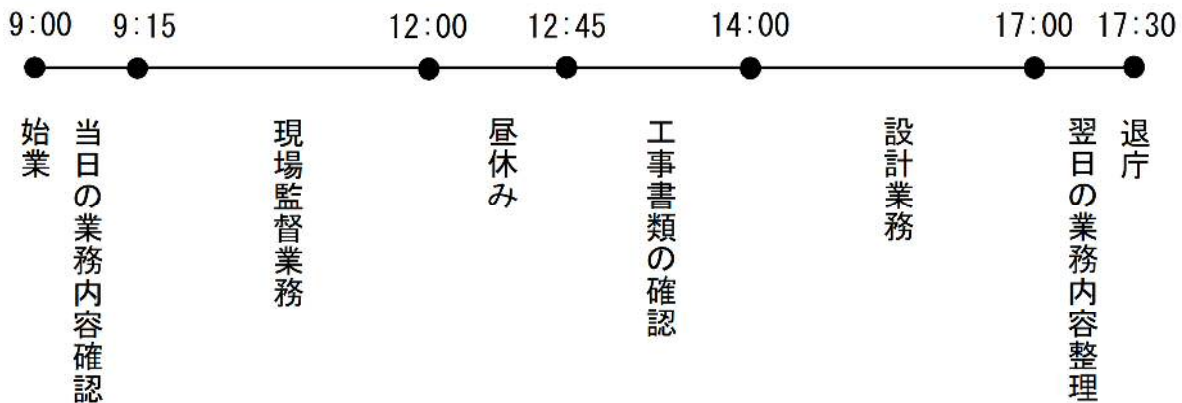 9:00 9:15 12:00 12:45 14:00 17:00 17:30
始業
当日の業務内容確認
現場監督業務
昼休み
工事書類の確認
設計業務
翌日の業務内容整理
退庁